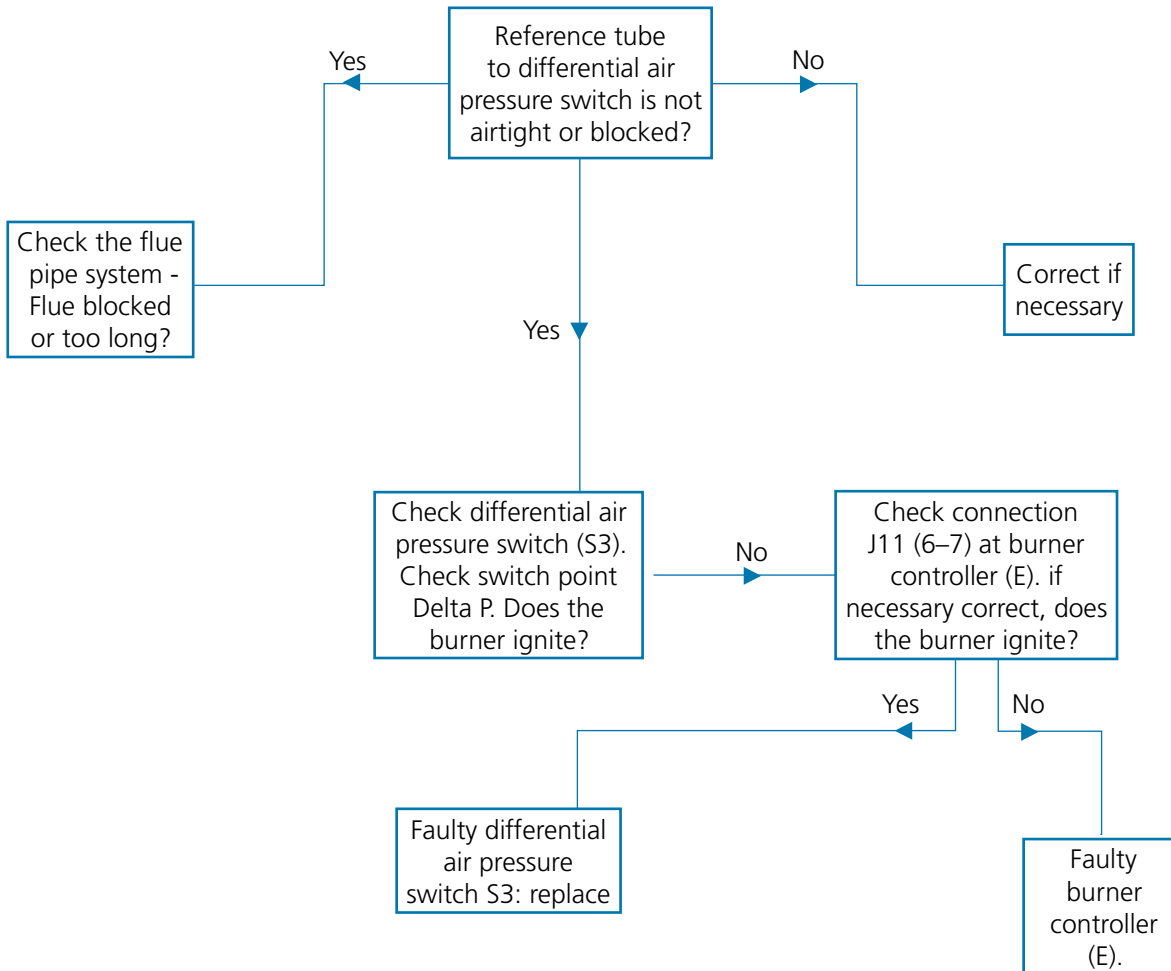 Reference tube
to differential air
pressure switch is not
airtight or blocked?
Yes
No
Check the flue
pipe system -
Flue blocked
or too long?
Correct if
necessary
Yes
Check differential air
pressure switch (S3).
Check switch point
Delta P. Does the
burner ignite?
No
Check connection
J11 (6–7) at burner
controller (E). if
necessary correct, does
the burner ignite?
Yes
No
Faulty differential
air pressure
switch S3: replace
Faulty
burner
controller
(E).